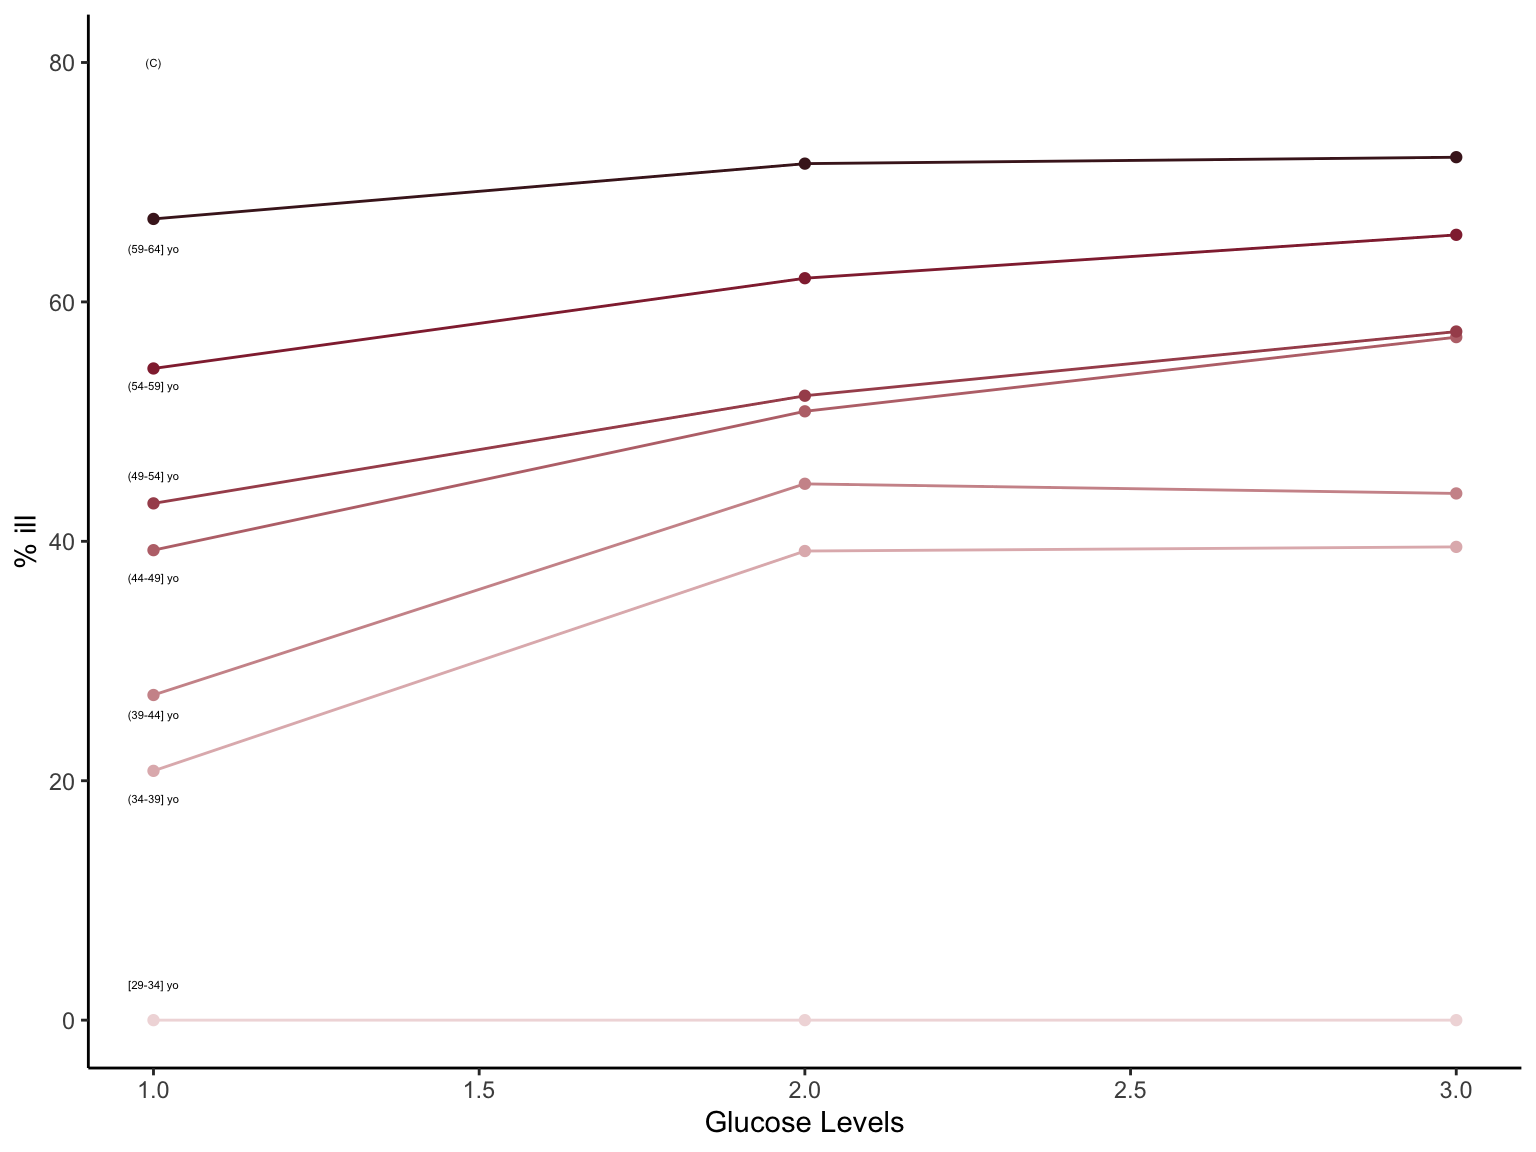 80
(C)
(59-64] yo
60
(54-59] yo
(49-54] yo
% ill
40
(44-49] yo
(39-44] yo
20
(34-39] yo
[29-34] yo
0
1.0 1.5 2.0 2.5 3.0
Glucose Levels